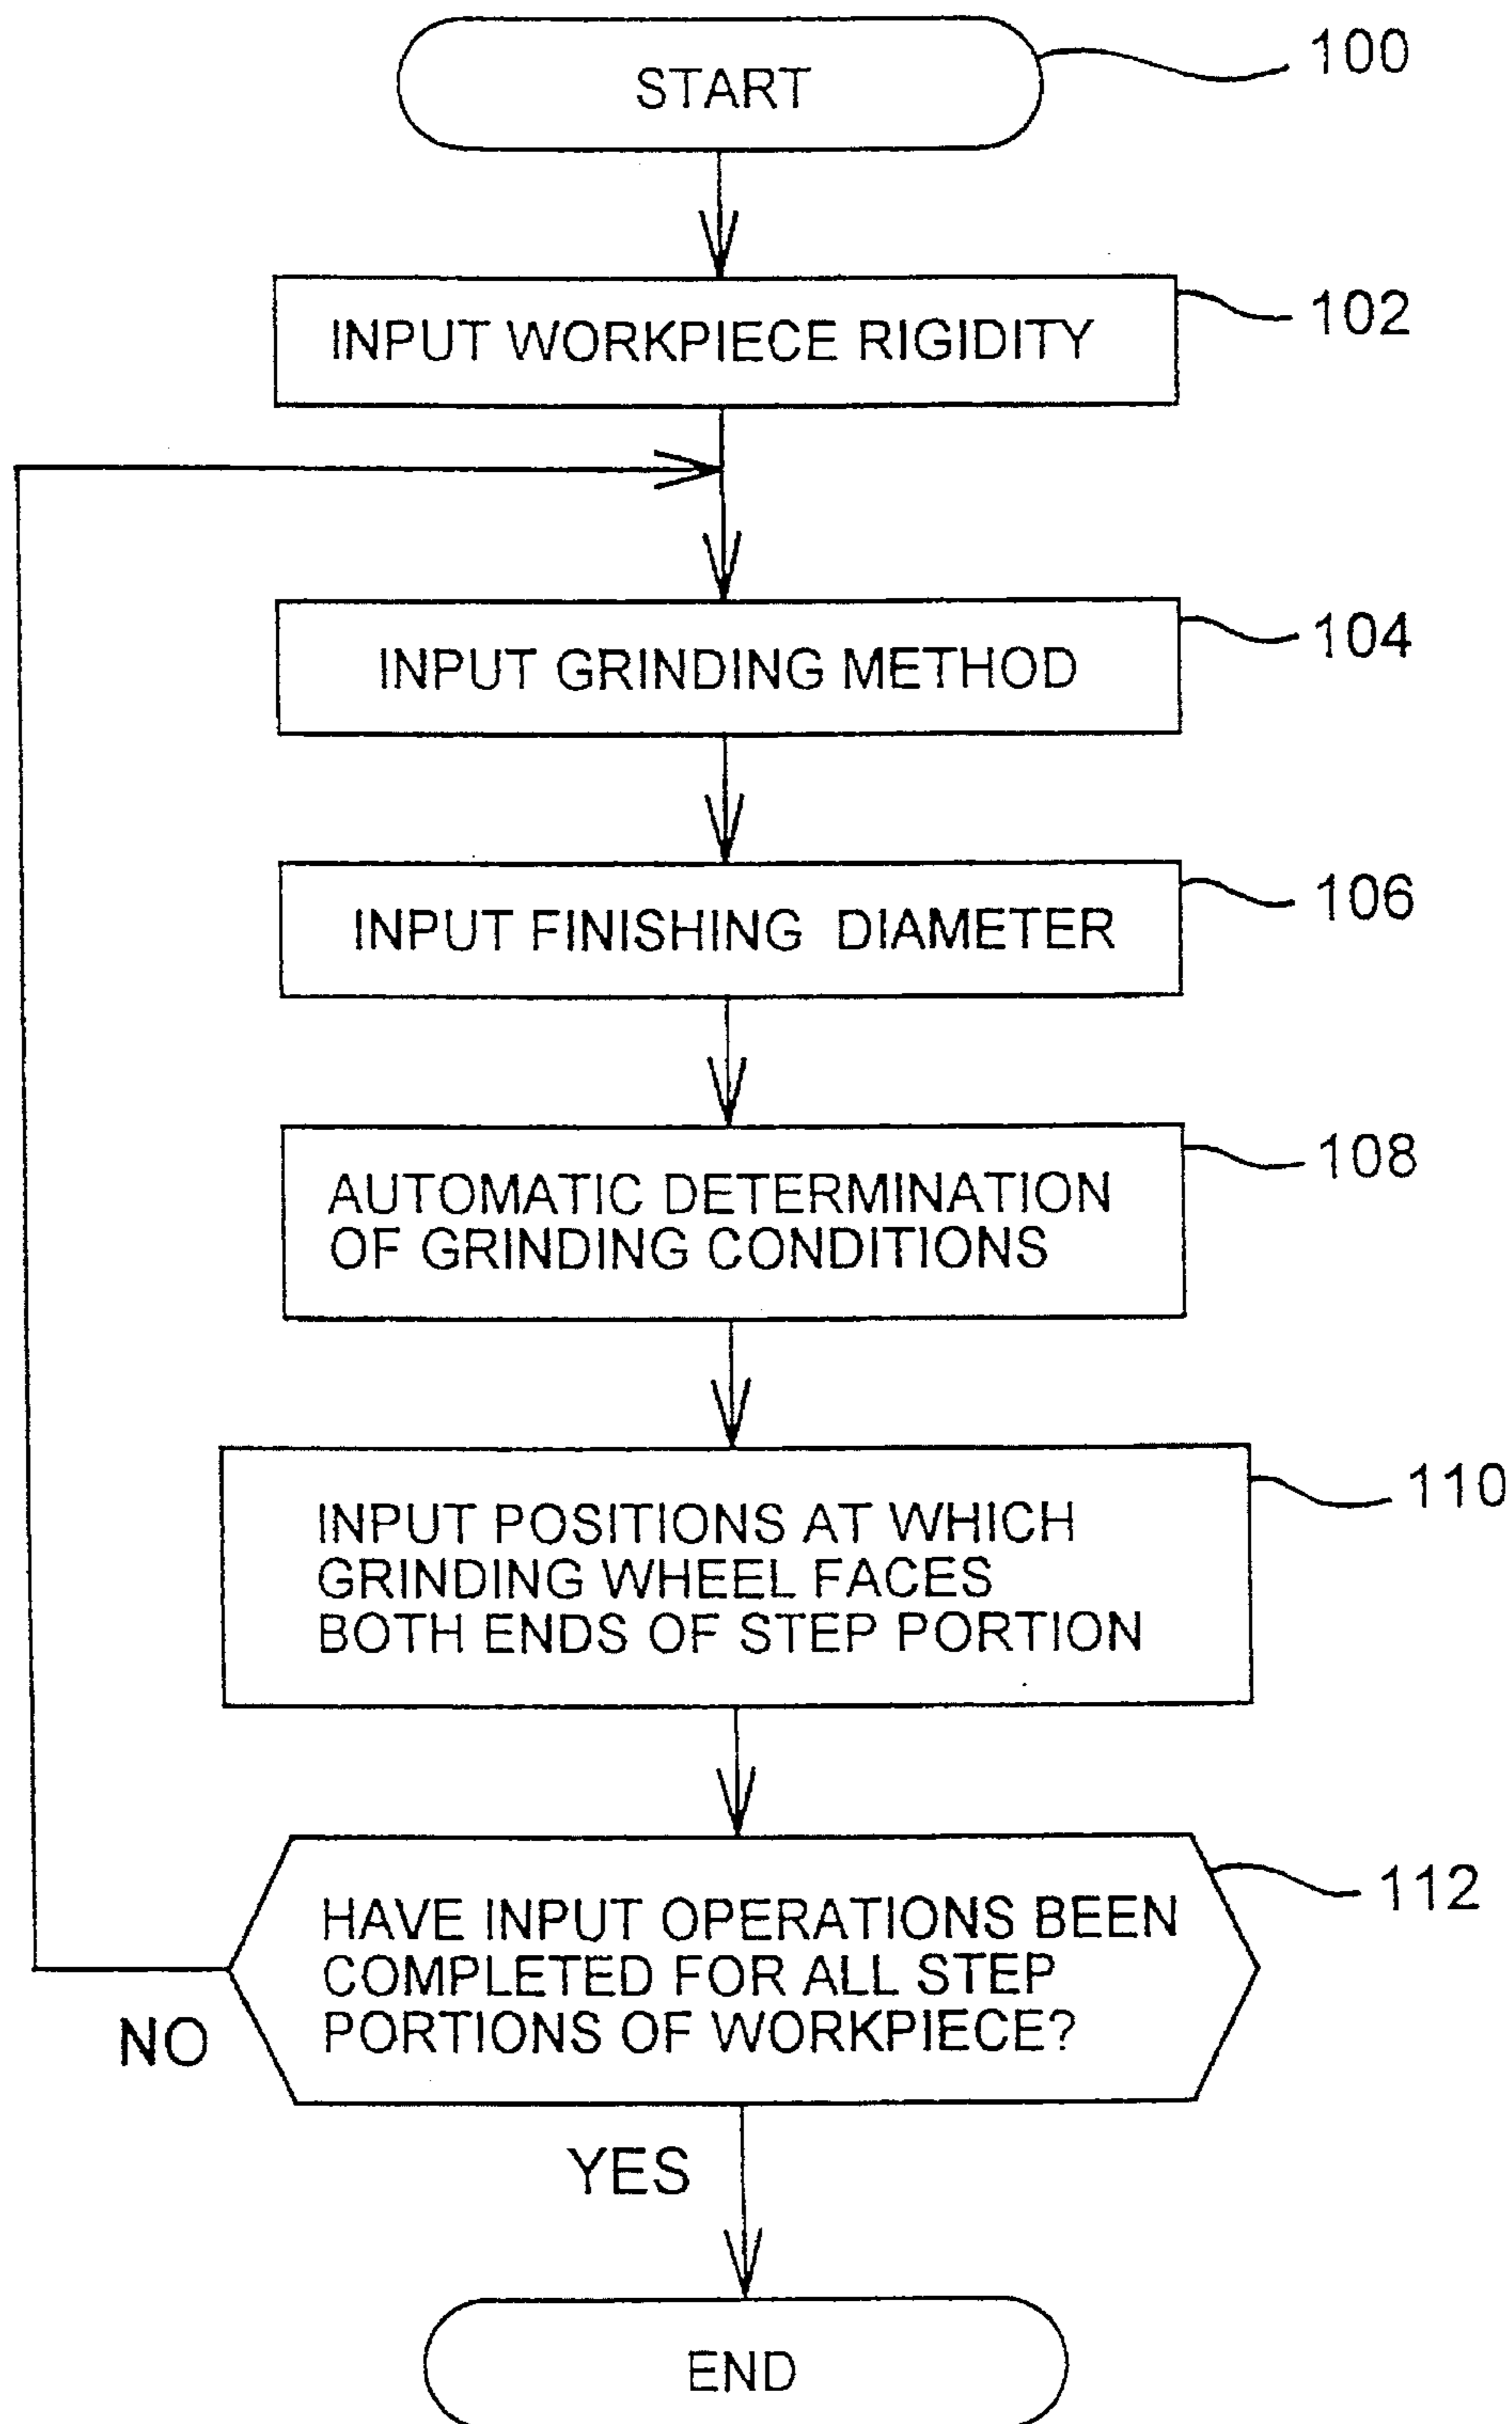 START
100
INPUT WORKPIECE RIGIDITY
102
INPUT GRINDING METHOD
104
INPUT FINISHING DIAMETER
106
AUTOMATIC DETERMINATION
OF GRINDING CONDITIONS
108
INPUT POSITIONS AT WHICH
GRINDING WHEEL FACES
BOTH ENDS OF STEP PORTION
110
HAVE INPUT OPERATIONS BEEN
COMPLETED FOR ALL STEP
PORTIONS OF WORKPIECE?
112
NO
YES
END